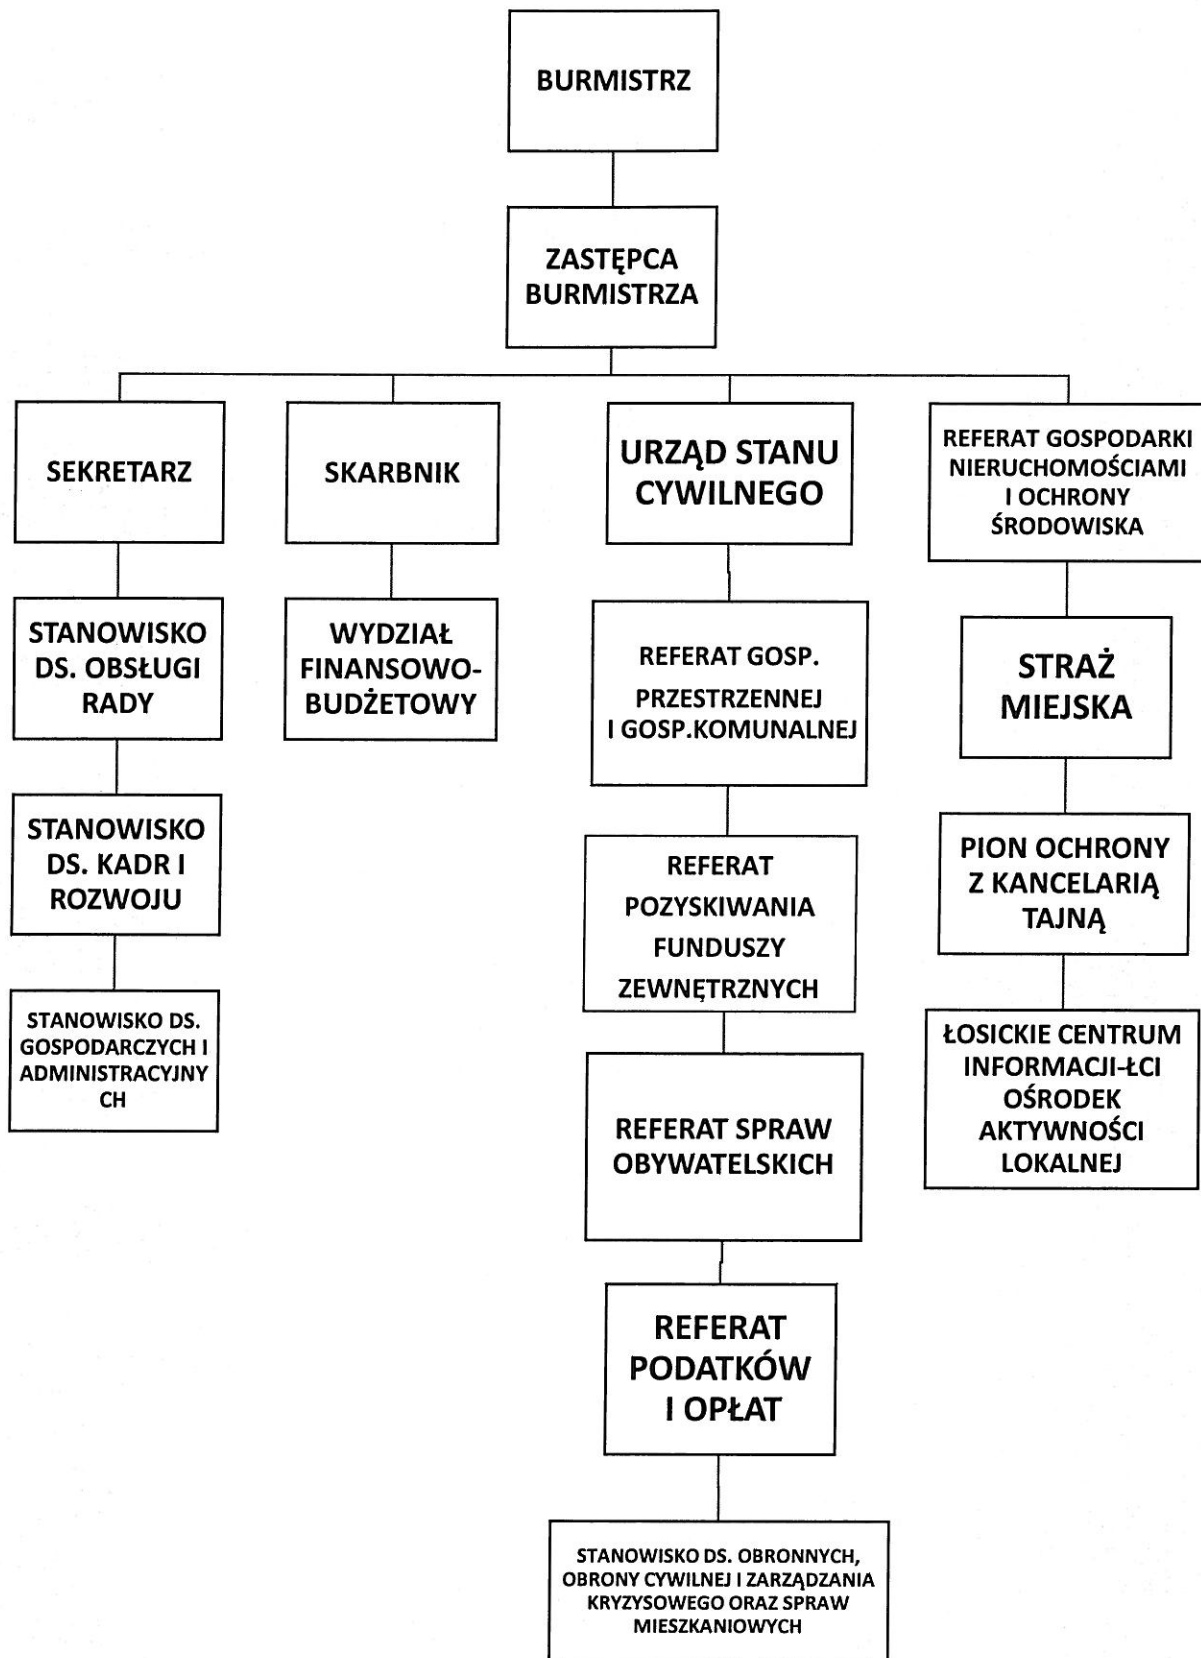 BURMISTRZ
ZASTĘPCA
BURMISTRZA
SEKRETARZ
SKARBNIK
URZĄD STANU
CYWILNEGO
REFERAT GOSPODARKI
NIERUCHOMOŚCIAMI
I OCHRONY
ŚRODOWISKA
STANOWISKO
DS. OBSŁUGI
RADY
WYDZIAŁ
FINANSOWO-
BUDŻETOWY
REFERAT GOSP.
PRZESTRZENNEJ
I GOSP.KOMUNALNEJ
STRAŻ
MIEJSKA
STANOWISKO
DS. KADR I
ROZWOJU
REFERAT
POZYSKIWANIA
FUNDUSZY
ZEWNĘTRZNYCH
PION OCHRONY
Z KANCELARIĄ
TAJNĄ
STANOWISKO DS.
GOSPODARCZYCH I
ADMINISTRACYJNY
CH
REFERAT SPRAW
OBYWATELSKICH
ŁOSICKIE CENTRUM
INFORMACJI-ŁCI
OŚRODEK
AKTYWNOŚCI
LOKALNEJ
REFERAT
PODATKÓW
I OPŁAT
STANOWISKO DS. OBRONNYCH,
OBRONY CYWILNEJ I ZARZĄDZANIA
KRYZYSOWEGO ORAZ SPRAW
MIESZKANIOWYCH